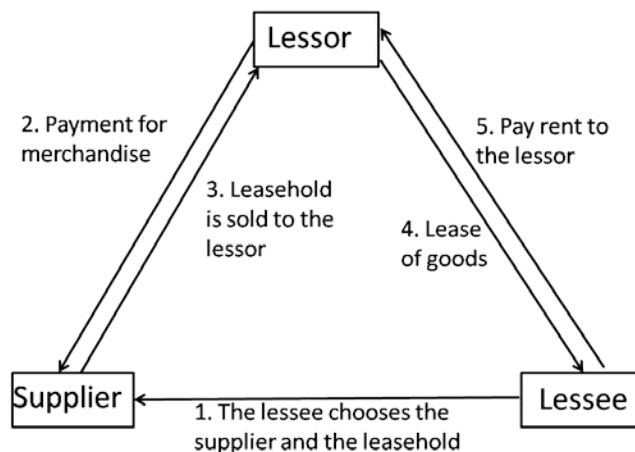 Lessor
2. Payment for
merchandise
5. Pay rent to
the lessor
3. Leasehold
is sold to the
lessor
4. Lease
of goods
Supplier
Lessee
1. The lessee chooses the
supplier and the leasehold